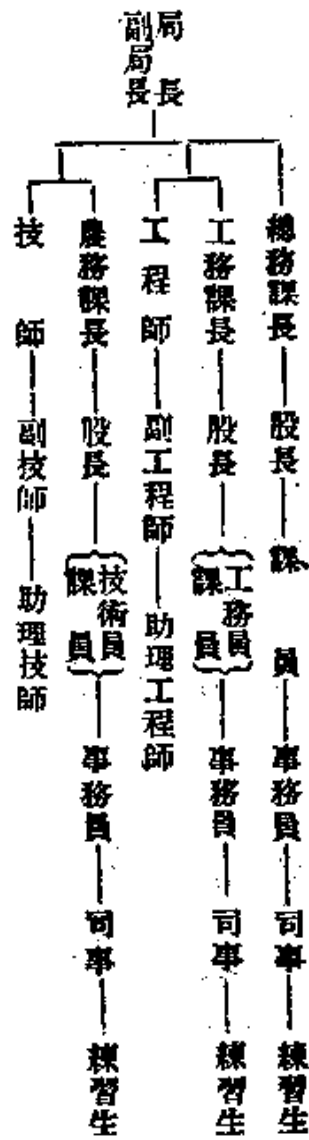 局長
副局長
總務課長 股長 課員 事務員 司事 練習生
工務課長 股長 工務員 課員 事務員 司事 練習生
工程師 副工程師 助理工程師
農務課長 股長 技術員 課員 事務員 司事 練習生
技師 副技師 助理技師